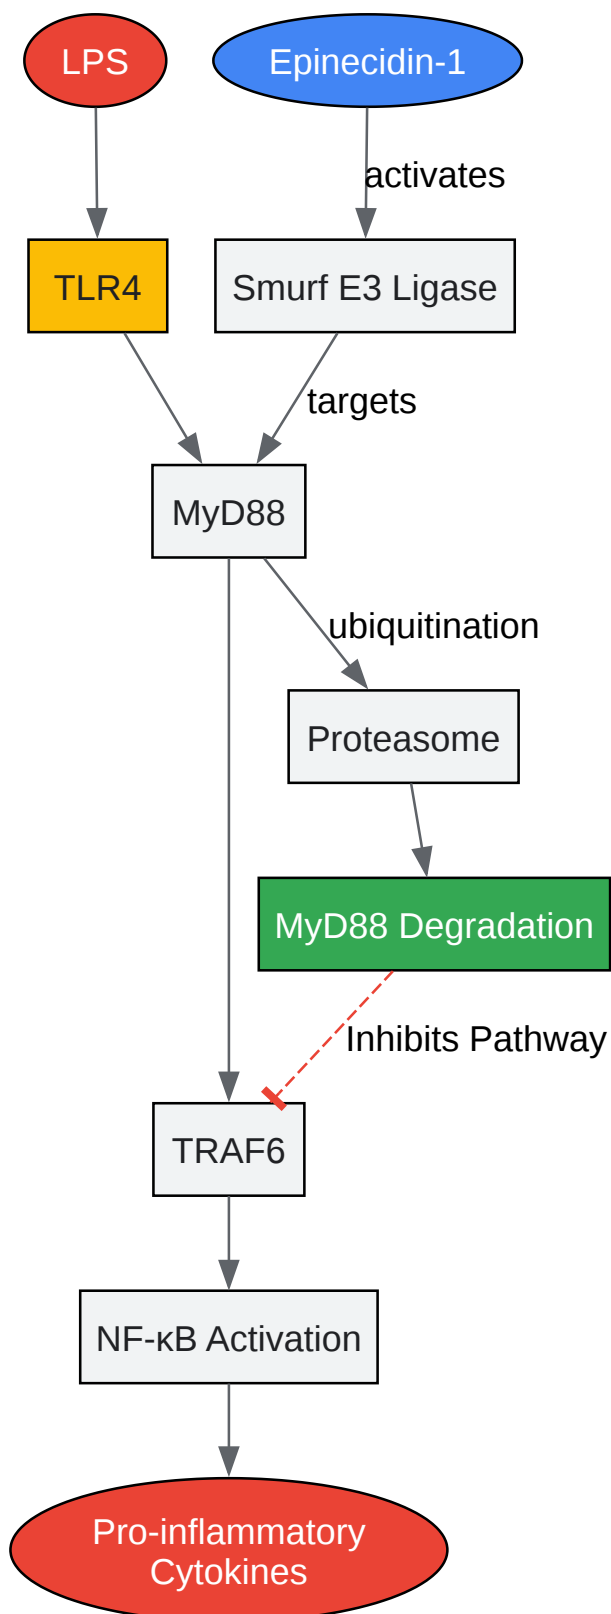 LPS
Epinecidin-1
activates
TLR4
Smurf E3 Ligase
targets
MyD88
ubiquitination
Proteasome
MyD88 Degradation
Inhibits Pathway
TRAF6
NF-κB Activation
Pro-inflammatory
Cytokines